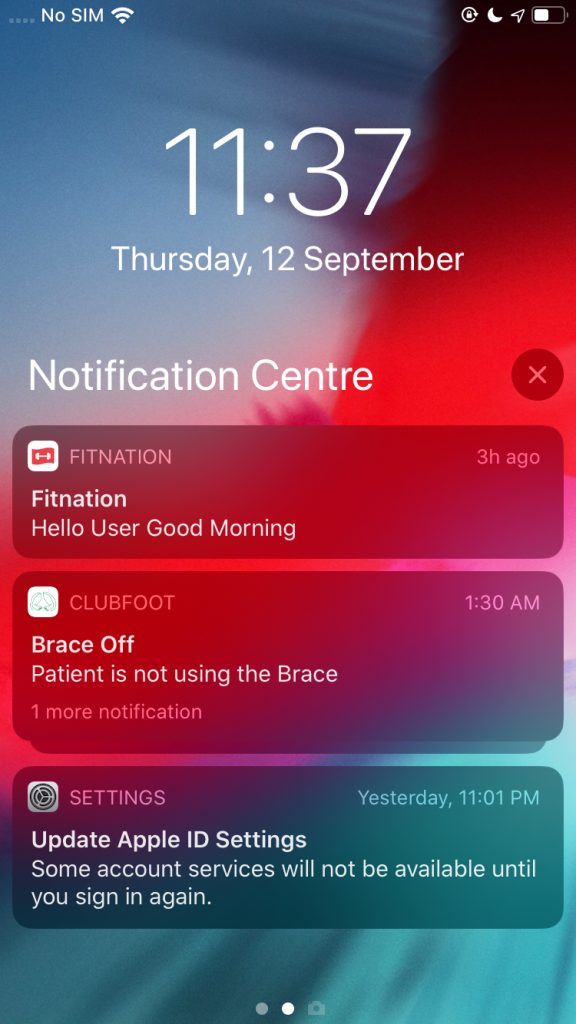 No SIM
11:37
Thursday, 12 September
Notification Centre
FITNATION 3h ago
Fitnation
Hello User Good Morning
CLUBFOOT 1:30 AM
Brace Off
Patient is not using the Brace
1 more notification
SETTINGS Yesterday, 11:01 PM
Update Apple ID Settings
Some account services will not be available until
you sign in again.